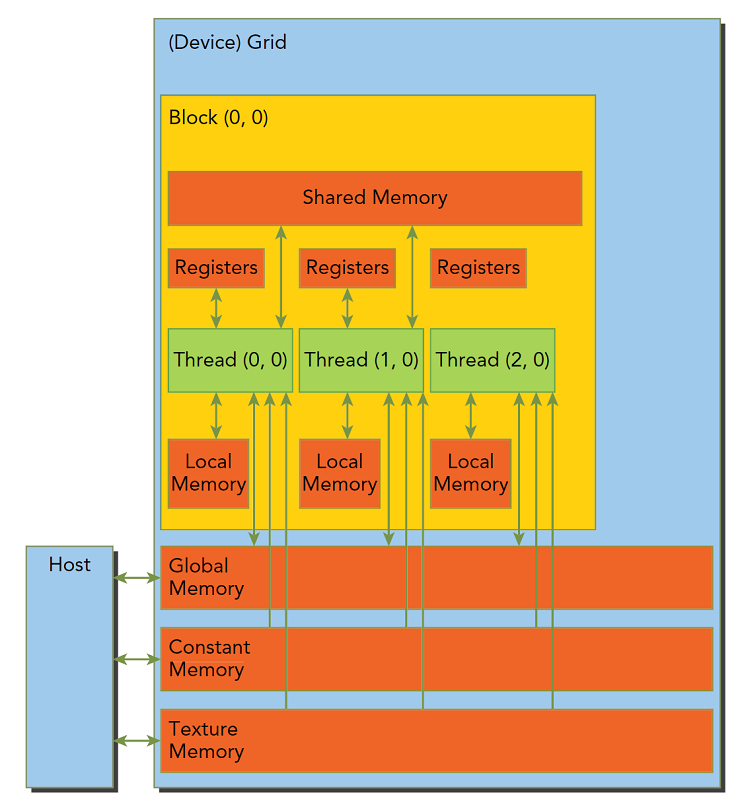 (Device) Grid
Block (0, 0)
Shared Memory
Registers
Registers
Registers
Thread (0, 0)
Thread (1, 0)
Thread (2, 0)
Local
Memory
Local
Memory
Local
Memory
Host
Global
Memory
Constant
Memory
Texture
Memory